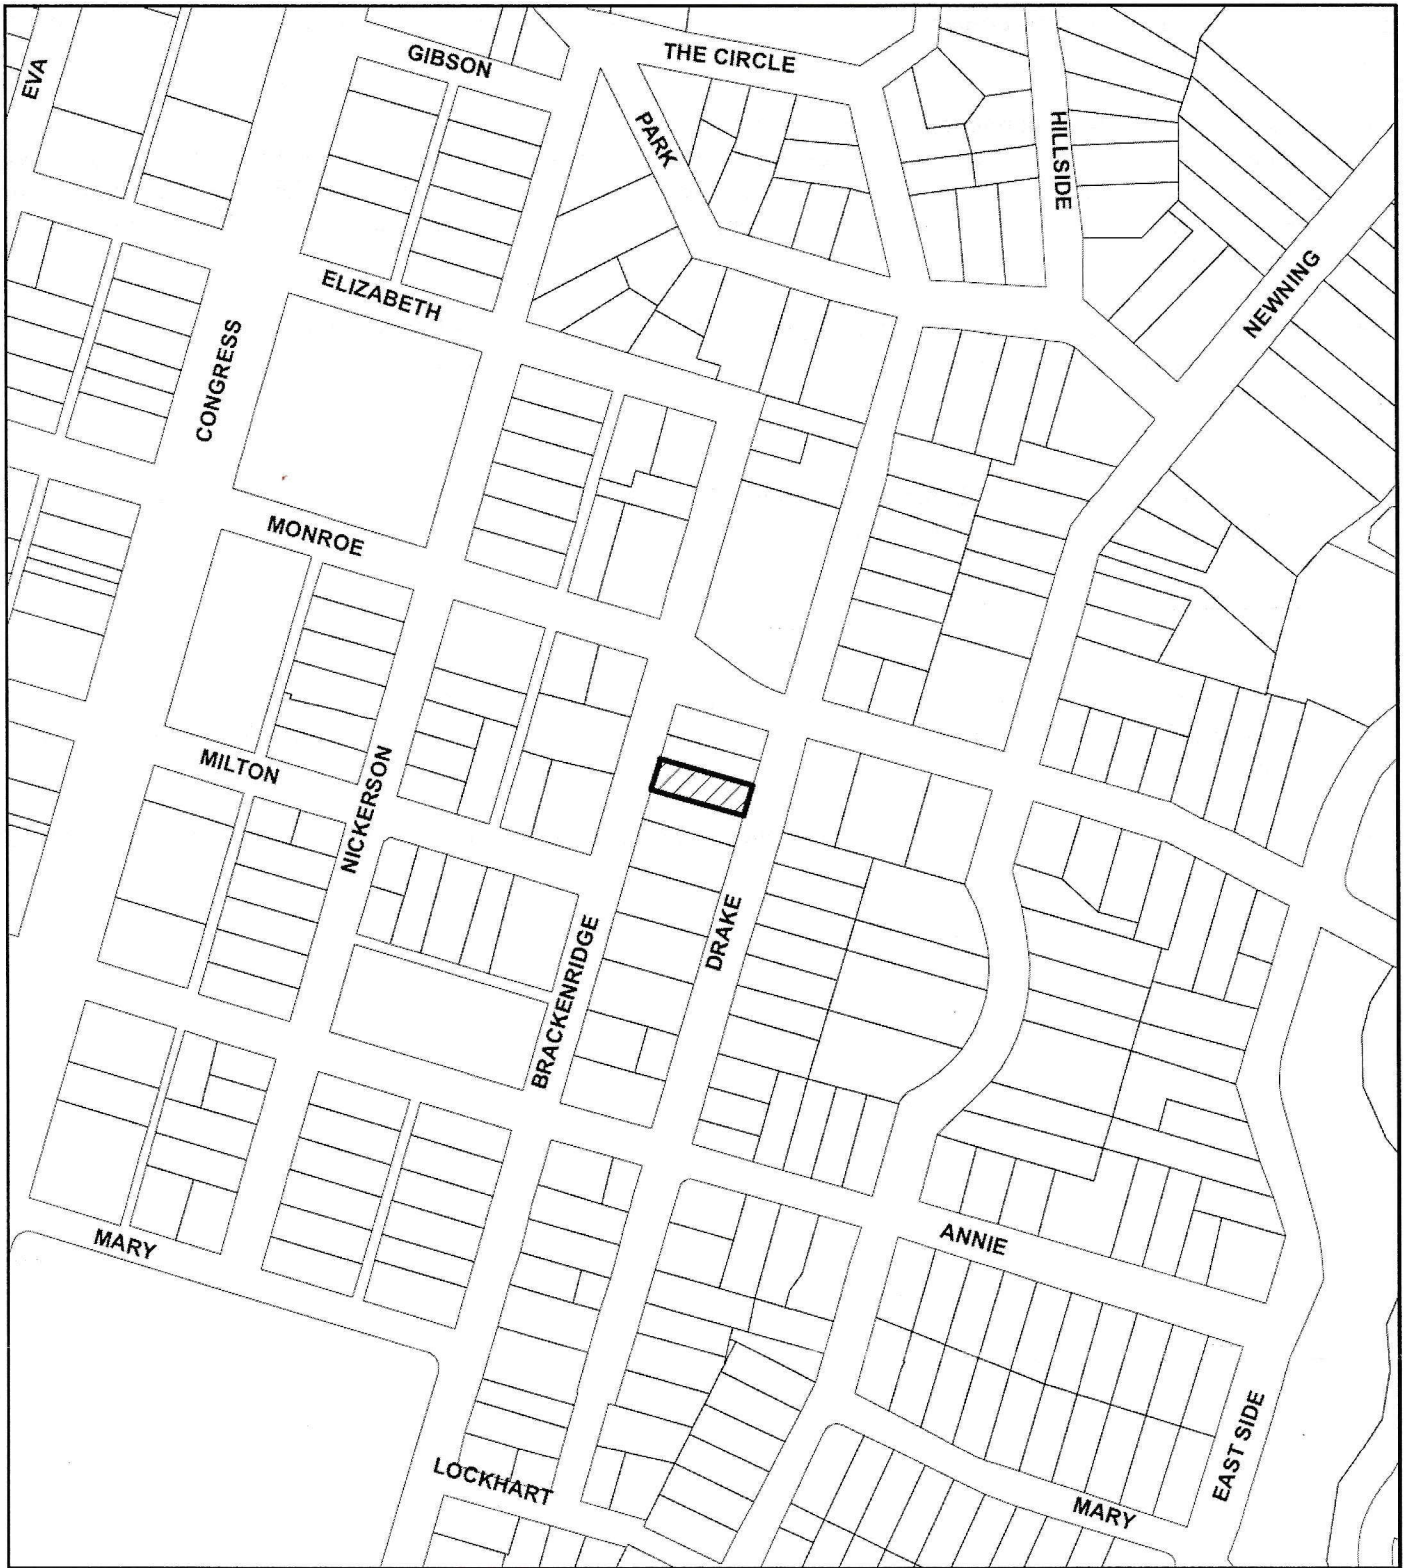 GIBSON
THE CIRCLE
EVA
PARK
HILLSIDE
ELIZABETH
NEWNING
CONGRESS
MONROE
MILTON
NICKERSON
DRAKE
BRACKENRIDGE
MARY
ANNIE
EAST SIDE
LOCKHART
MARY